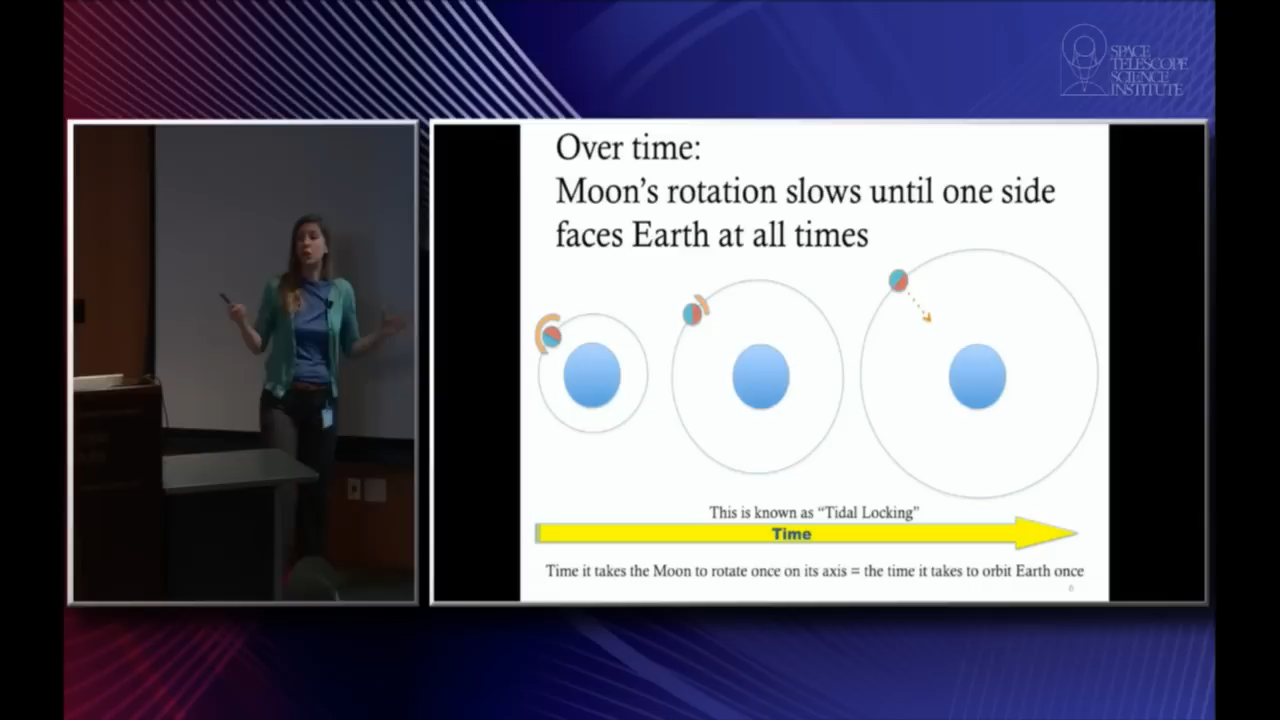 SPACE
TELESCOPE
SCIENCE
INSTITUTE
Over time:
Moon's rotation slows until one side
faces Earth at all times
This is known as “Tidal Locking”
Time
Time it takes the Moon to rotate once on its axis = the time it takes to orbit Earth once
6